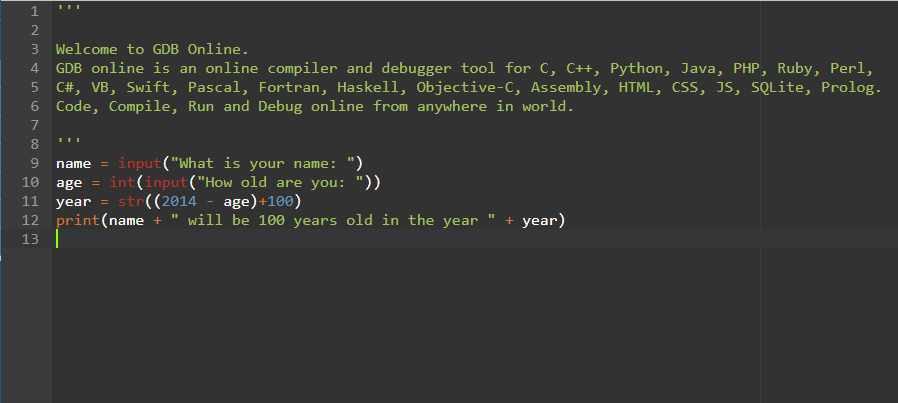 1 '''
2
3 Welcome to GDB Online.
4 GDB online is an online compiler and debugger tool for C, C++, Python, Java, PHP, Ruby, Perl,
5 C#, VB, Swift, Pascal, Fortran, Haskell, Objective-C, Assembly, HTML, CSS, JS, SQLite, Prolog.
6 Code, Compile, Run and Debug online from anywhere in world.
7
8 '''
9 name = input("What is your name: ")
10 age = int(input("How old are you: "))
11 year = str((2014 - age)+100)
12 print(name + " will be 100 years old in the year " + year)
13